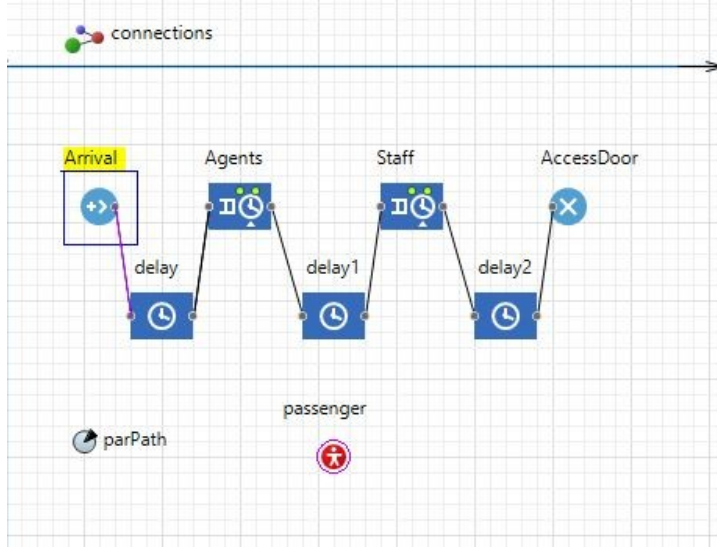 connections
Arrival
Agents
Staff
AccessDoor
delay
delay1
delay2
passenger
parPath